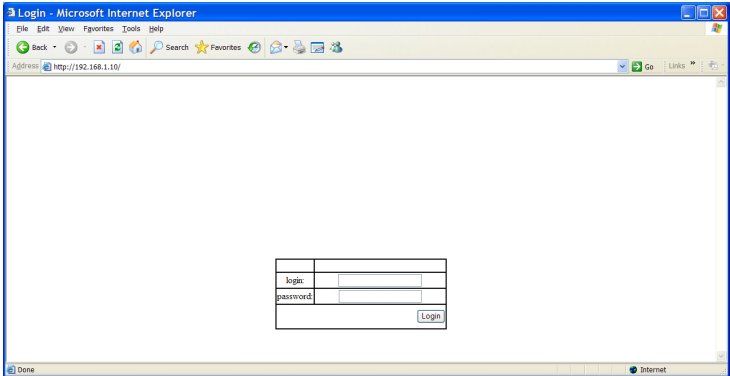 Login - Microsoft Internet Explorer
File Edit View Favorites Tools Help
Back Search Favorites
Address http://192.168.1.10/ Go Links »
login:
password:
Login
Done Internet